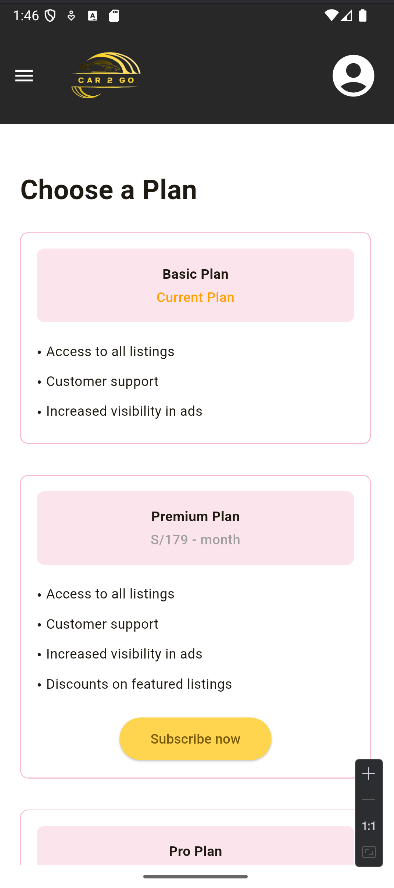 1:46
CAR 2 GO
Choose a Plan
Basic Plan
Current Plan
• Access to all listings
• Customer support
• Increased visibility in ads
Premium Plan
S/179 - month
• Access to all listings
• Customer support
• Increased visibility in ads
• Discounts on featured listings
Subscribe now
1:1
Pro Plan